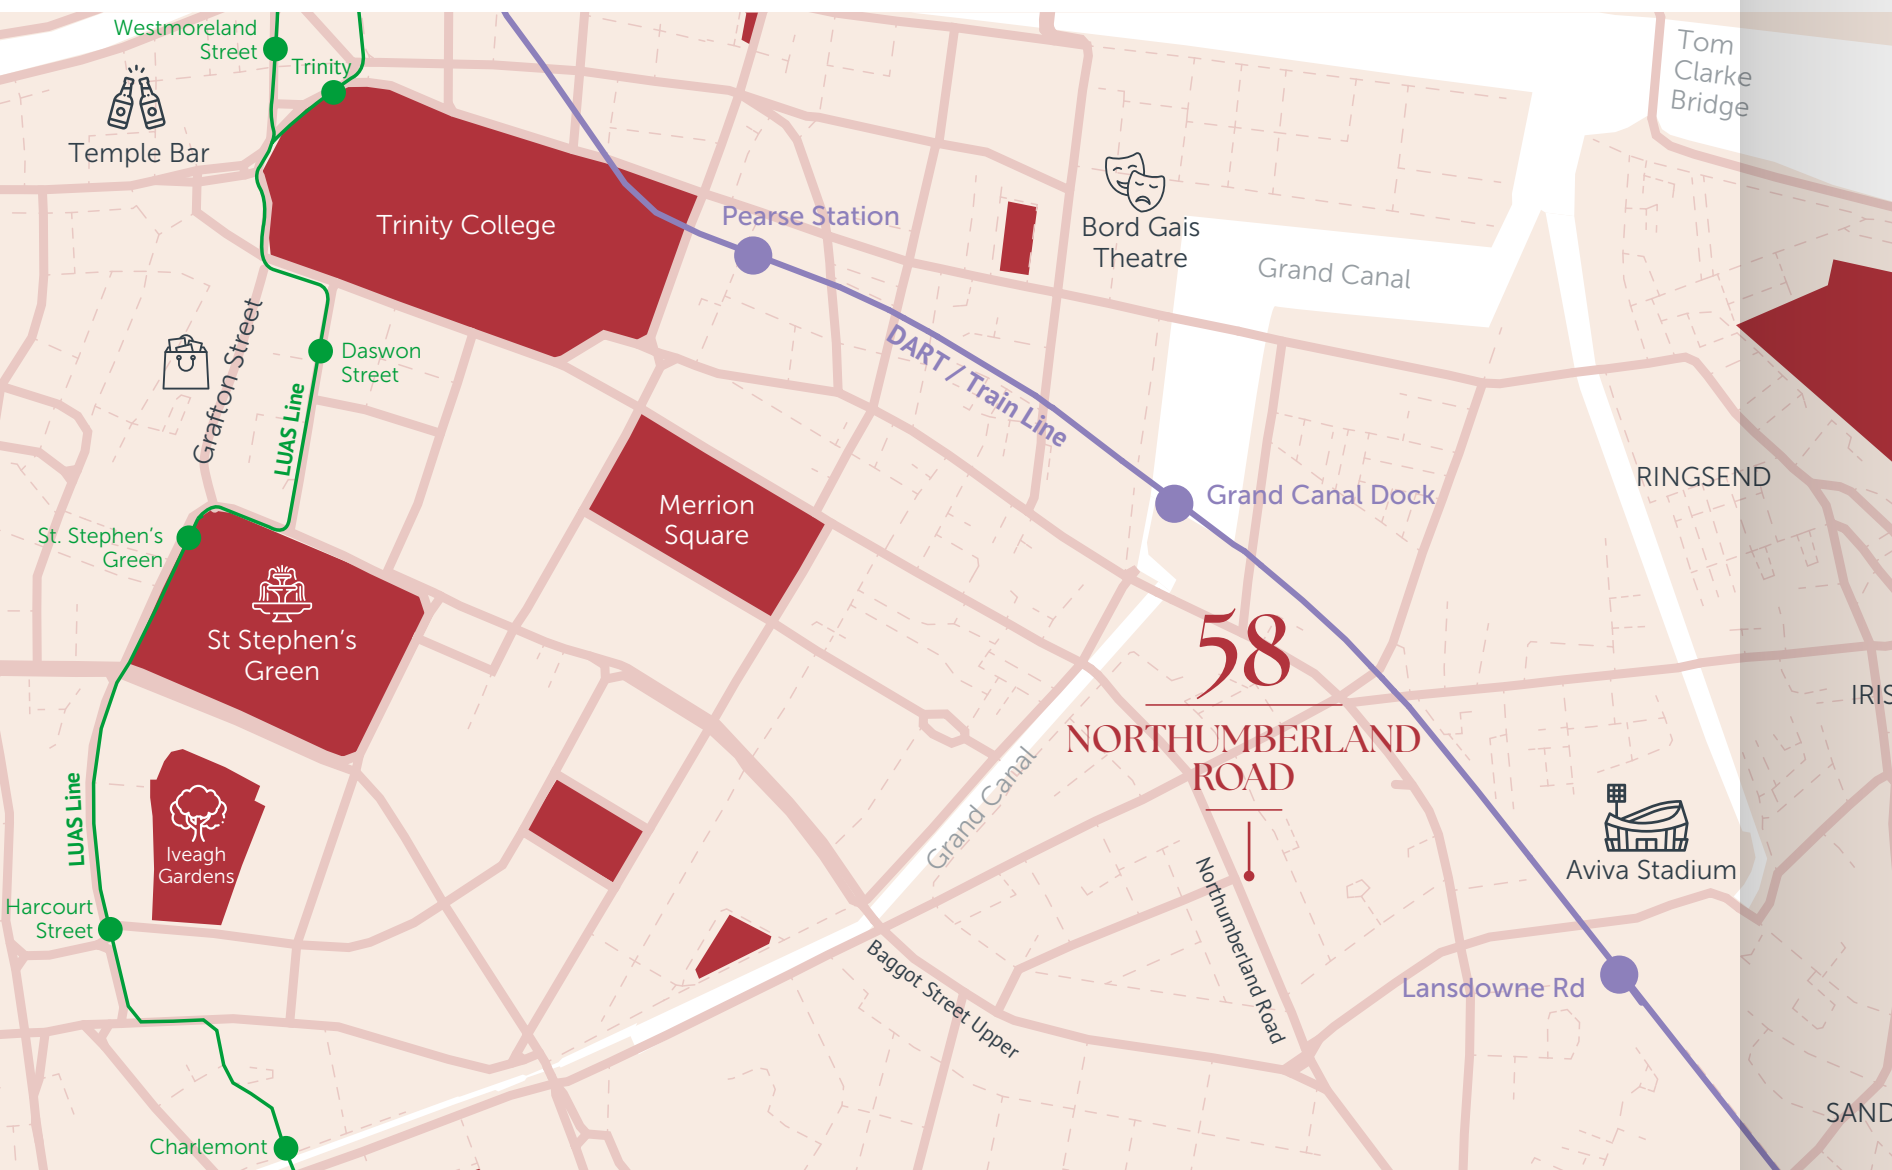 Westmoreland
Street
Trinity
Tom
Clarke
Bridge
Temple Bar
Trinity College
Pearse Station
Bord Gais
Theatre
Grand Canal
Grafton Street
Daswon
Street
LUAS Line
DART / Train Line
RINGSEND
Merrion
Square
Grand Canal Dock
St. Stephen's
Green
St Stephen's
Green
58
NORTHUMBERLAND
ROAD
IRIS
LUAS Line
Grand Canal
Iveagh
Gardens
Aviva Stadium
Harcourt
Street
Northumberland Road
Baggot Street Upper
Lansdowne Rd
SAND
Charlemont